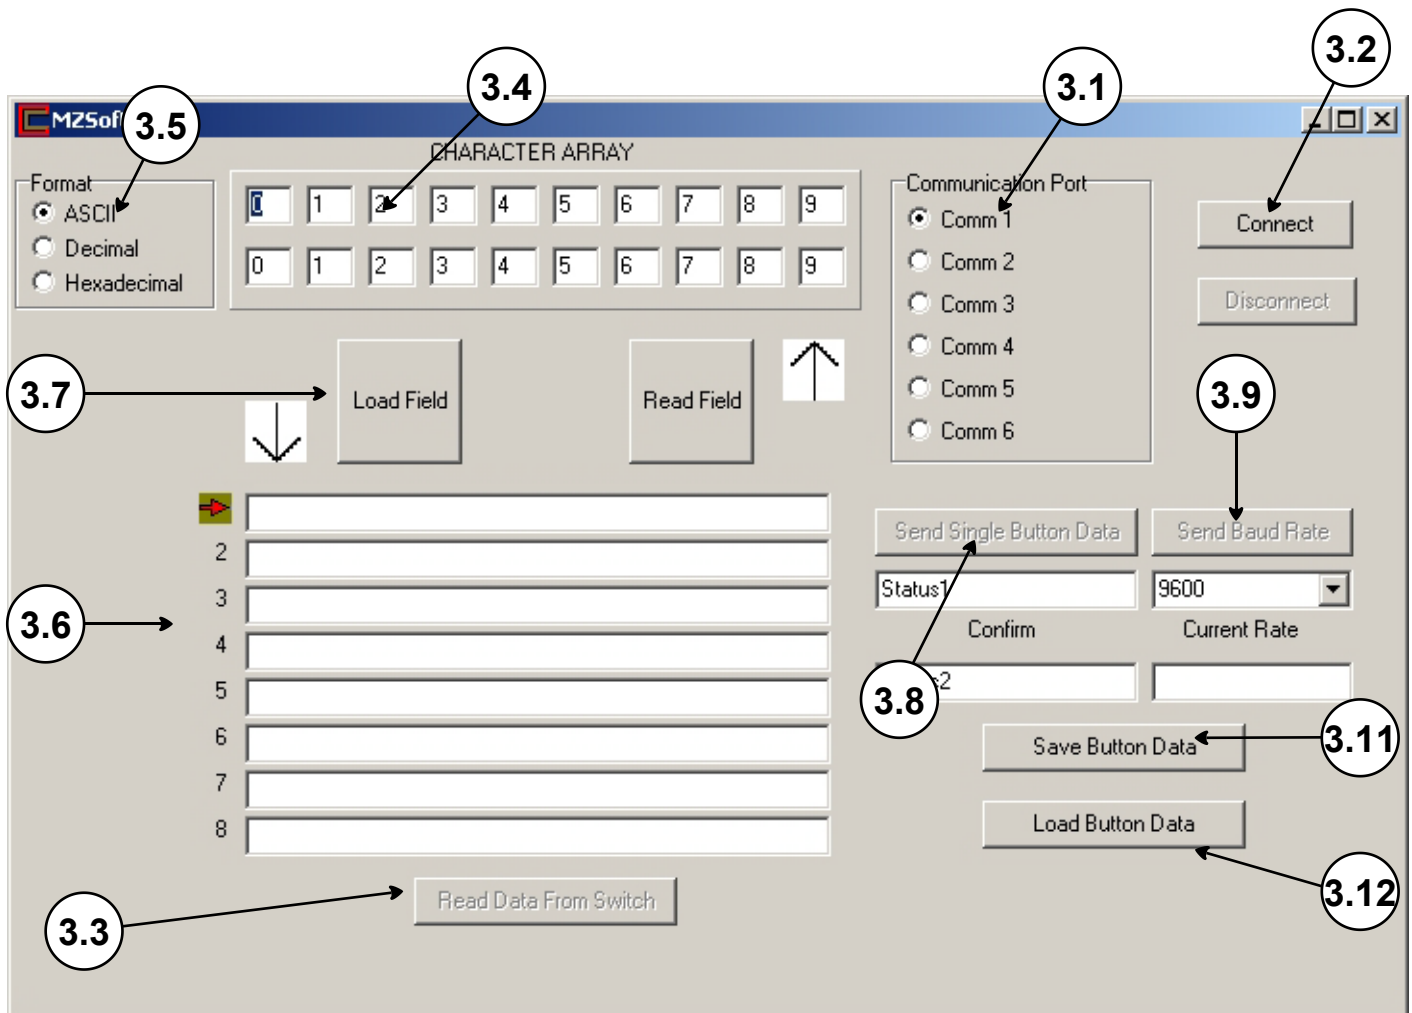 3.2
3.4
3.1
MZSof
3.5
CHARACTER ARRAY
Format
ASCII
Decimal
Hexadecimal
0 1 2 3 4 5 6 7 8 9
0 1 2 3 4 5 6 7 8 9
Communication Port
Comm 1
Comm 2
Comm 3
Comm 4
Comm 5
Comm 6
Connect
Disconnect
3.7
Load Field
Read Field
3.9
3.6
2
3
4
5
6
7
8
Send Single Button Data
Send Baud Rate
Status1
9600
Confirm
Current Rate
3.8
Save Button Data
3.11
Load Button Data
3.12
3.3
Read Data From Switch